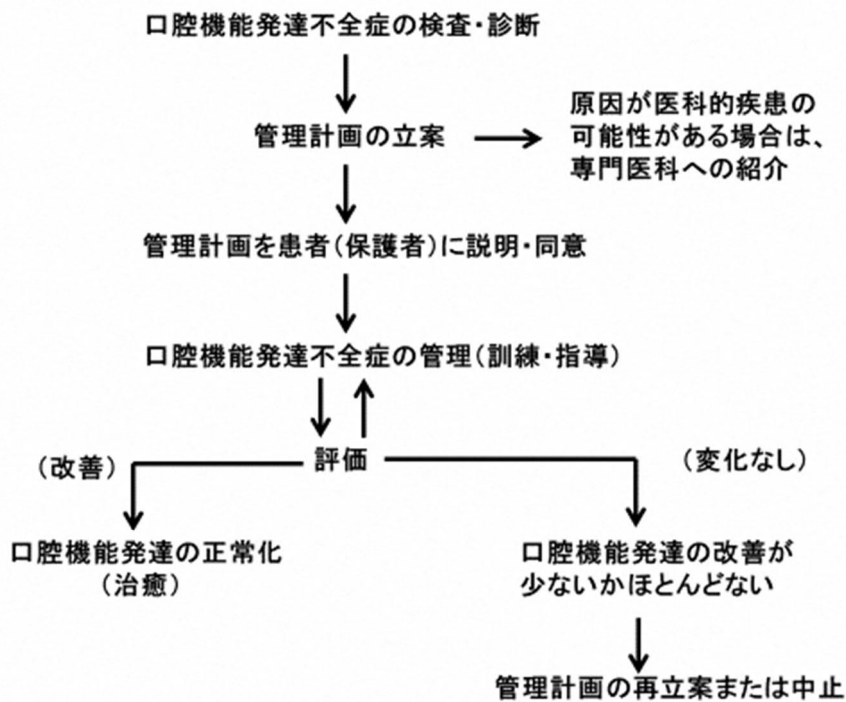 口腔機能発達不全症の検査・診断
管理計画の立案
原因が医科的疾患の
可能性がある場合は、
専門医科への紹介
管理計画を患者(保護者)に説明・同意
口腔機能発達不全症の管理(訓練・指導)
評価
(改善)
(変化なし)
口腔機能発達の正常化
(治癒)
口腔機能発達の改善が
少ないかほとんどない
管理計画の再立案または中止